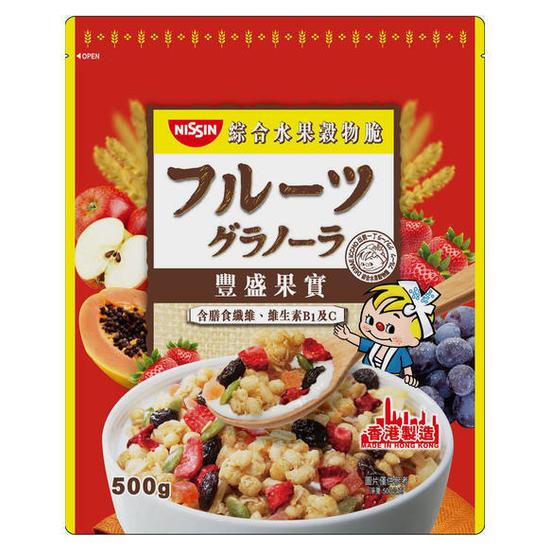 OPEN
NISSIN 綜合水果穀物脆
フルーツ
グラノーラ
豐盛果實
含膳食纖維、維生素B1及C
香港製造
MADE IN HONG KONG
500g
圖片僅供參考